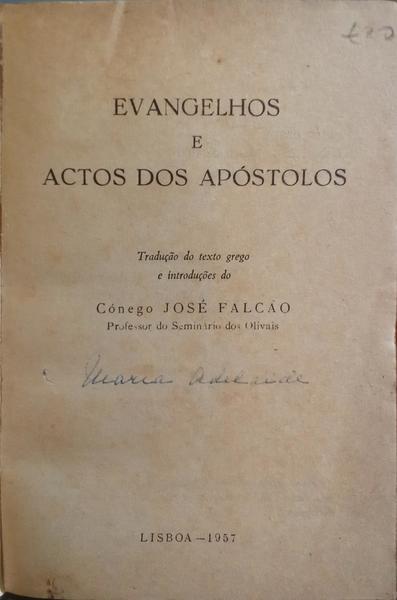 EVANGELHOS
E
ACTOS DOS APÓSTOLOS
Tradução do texto grego
e introduções do
Cónego JOSÉ FALCÃO
Professor do Seminário dos Olivais
Maria Adelaide
LISBOA — 1957